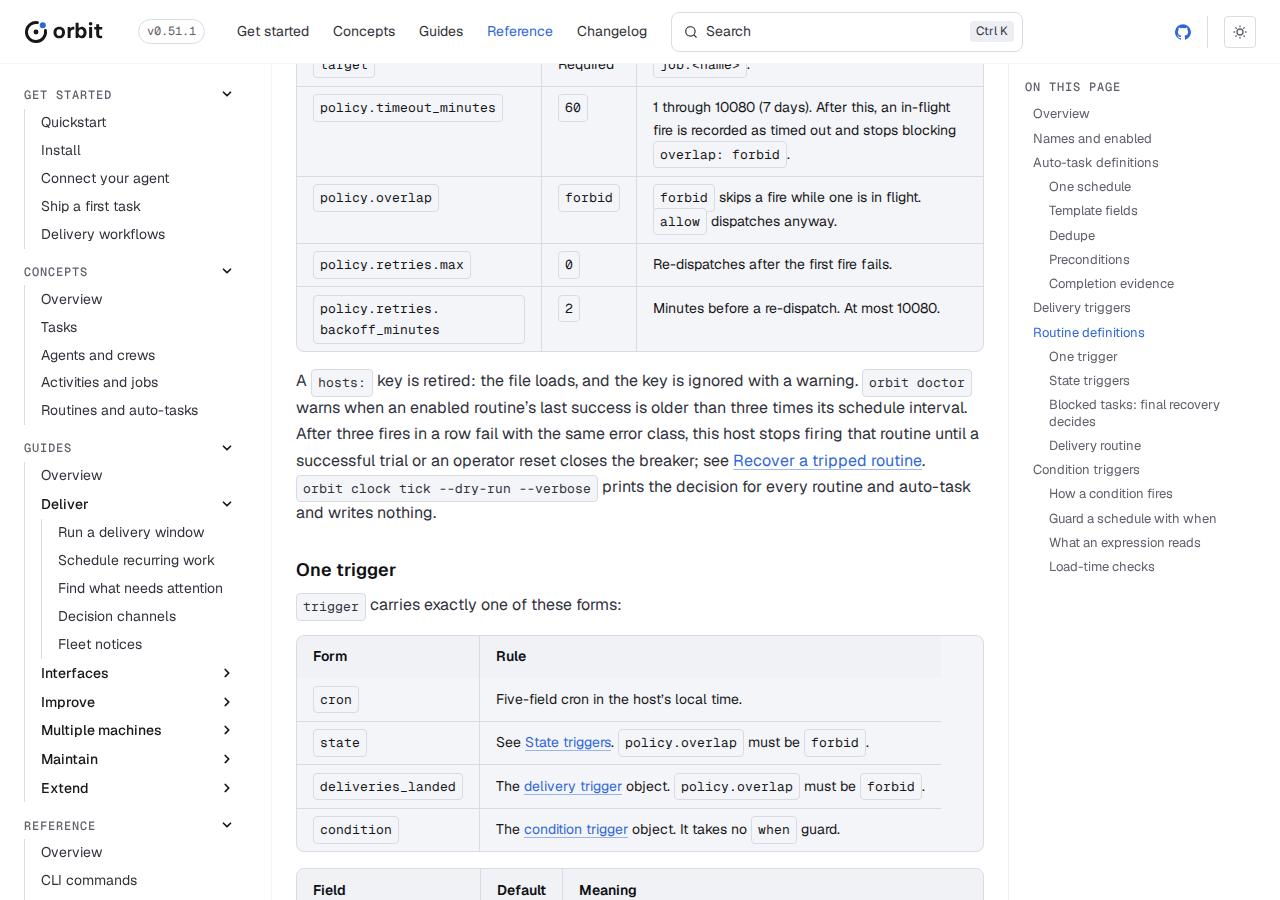 orbit
v0.51.1
Get started
Concepts
Guides
Reference
Changelog
Search
Ctrl K
GET STARTED
Quickstart
Install
Connect your agent
Ship a first task
Delivery workflows
CONCEPTS
Overview
Tasks
Agents and crews
Activities and jobs
Routines and auto-tasks
GUIDES
Overview
Deliver
Run a delivery window
Schedule recurring work
Find what needs attention
Decision channels
Fleet notices
Interfaces
Improve
Multiple machines
Maintain
Extend
REFERENCE
Overview
CLI commands
target Required job.<name>.
policy.timeout_minutes 60 1 through 10080 (7 days). After this, an in-flight
fire is recorded as timed out and stops blocking
overlap: forbid.
policy.overlap forbid forbid skips a fire while one is in flight.
allow dispatches anyway.
policy.retries.max 0 Re-dispatches after the first fire fails.
policy.retries. 2 Minutes before a re-dispatch. At most 10080.
backoff_minutes
A hosts: key is retired: the file loads, and the key is ignored with a warning. orbit doctor
warns when an enabled routine’s last success is older than three times its schedule interval.
After three fires in a row fail with the same error class, this host stops firing that routine until a
successful trial or an operator reset closes the breaker; see Recover a tripped routine.
orbit clock tick --dry-run --verbose prints the decision for every routine and auto-task
and writes nothing.
One trigger
trigger carries exactly one of these forms:
Form Rule
cron Five-field cron in the host’s local time.
state See State triggers. policy.overlap must be forbid.
deliveries_landed The delivery trigger object. policy.overlap must be forbid.
condition The condition trigger object. It takes no when guard.
Field Default Meaning
ON THIS PAGE
Overview
Names and enabled
Auto-task definitions
One schedule
Template fields
Dedupe
Preconditions
Completion evidence
Delivery triggers
Routine definitions
One trigger
State triggers
Blocked tasks: final recovery
decides
Delivery routine
Condition triggers
How a condition fires
Guard a schedule with when
What an expression reads
Load-time checks